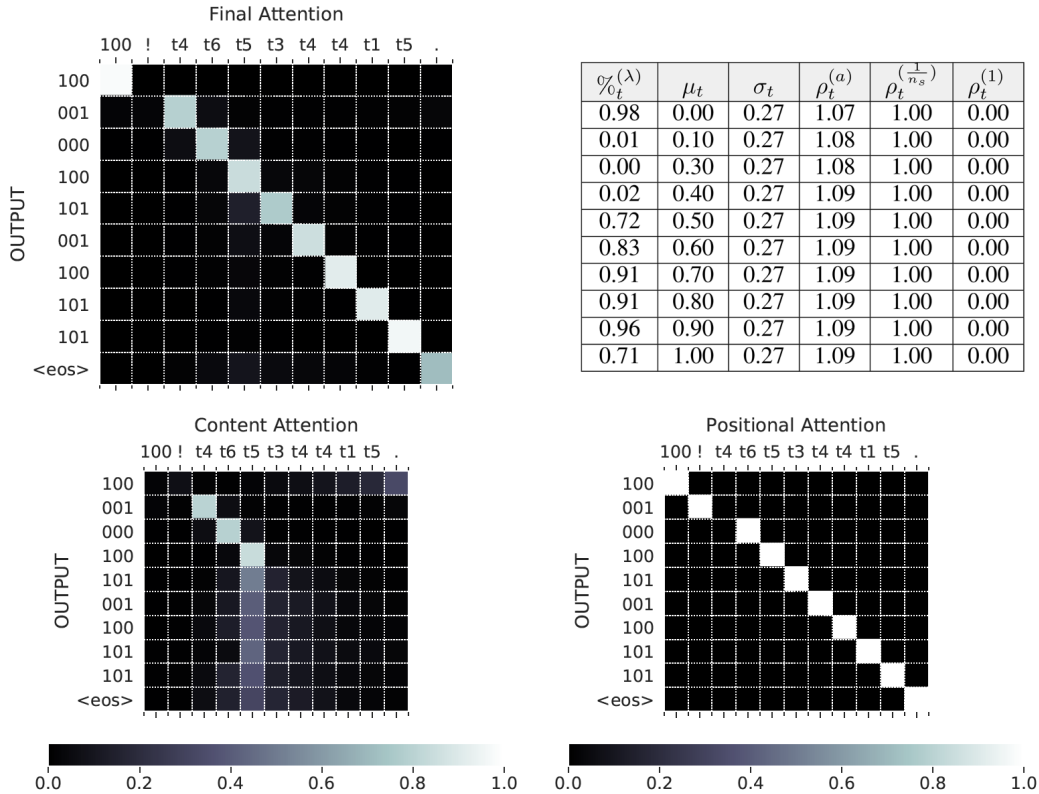 Final Attention
100 ! t4 t6 t5 t3 t4 t4 t1 t5 .
OUTPUT
100
001
000
100
101
001
100
101
101
<eos>
%_t^(λ) μ_t σ_t ρ_t^(a) ρ_t^(1/n_s) ρ_t^(1)
0.98 0.00 0.27 1.07 1.00 0.00
0.01 0.10 0.27 1.08 1.00 0.00
0.00 0.30 0.27 1.08 1.00 0.00
0.02 0.40 0.27 1.09 1.00 0.00
0.72 0.50 0.27 1.09 1.00 0.00
0.83 0.60 0.27 1.09 1.00 0.00
0.91 0.70 0.27 1.09 1.00 0.00
0.91 0.80 0.27 1.09 1.00 0.00
0.96 0.90 0.27 1.09 1.00 0.00
0.71 1.00 0.27 1.09 1.00 0.00
Content Attention
100 ! t4 t6 t5 t3 t4 t4 t1 t5 .
OUTPUT
100
001
000
100
101
001
100
101
101
<eos>
0.0 0.2 0.4 0.6 0.8 1.0
Positional Attention
100 ! t4 t6 t5 t3 t4 t4 t1 t5 .
OUTPUT
100
001
000
100
101
001
100
101
101
<eos>
0.0 0.2 0.4 0.6 0.8 1.0